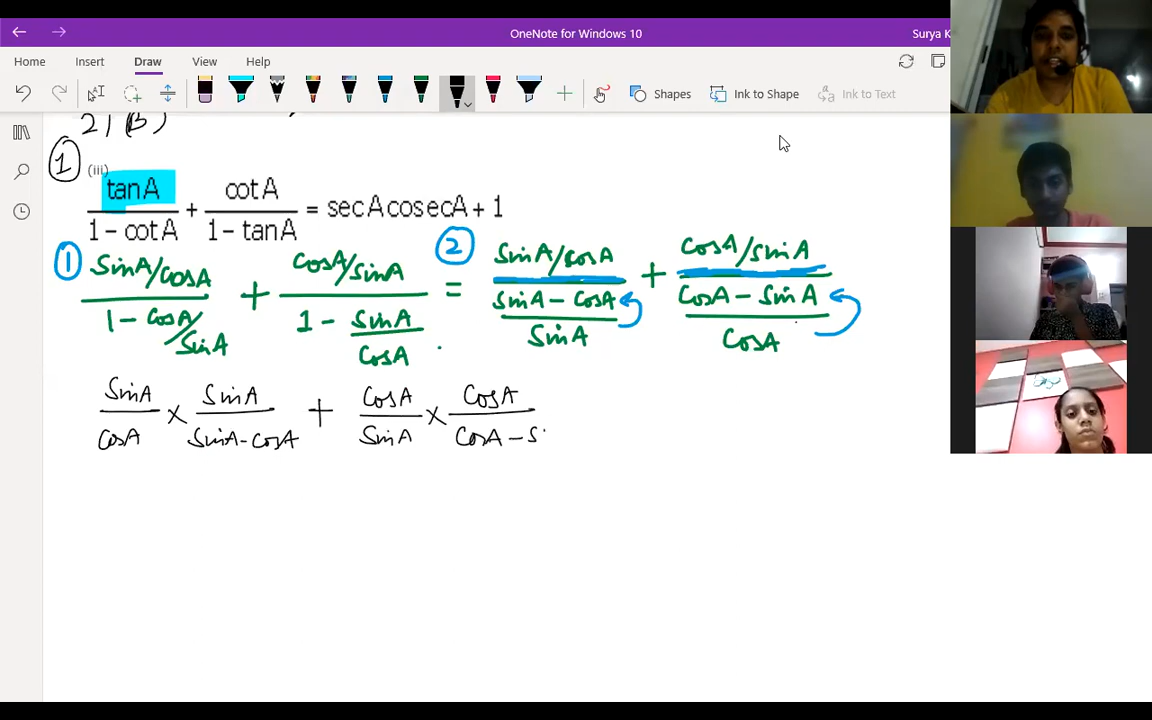 OneNote for Windows 10
Surya K
Home Insert Draw View Help
Shapes Ink to Shape Ink to Text
21 (B)
1
(iii)
tanA / 1 - cotA + cotA / 1 - tanA = secAcosecA + 1
① SinA/cosA / 1 - CosA/SinA + CosA/sinA / 1 - SinA/CosA = ② SinA/cosA / SinA - CosA / SinA + CosA/sinA / CosA - SinA / CosA
SinA / CosA × SinA / SinA-CosA + CosA / SinA × CosA / CosA - S